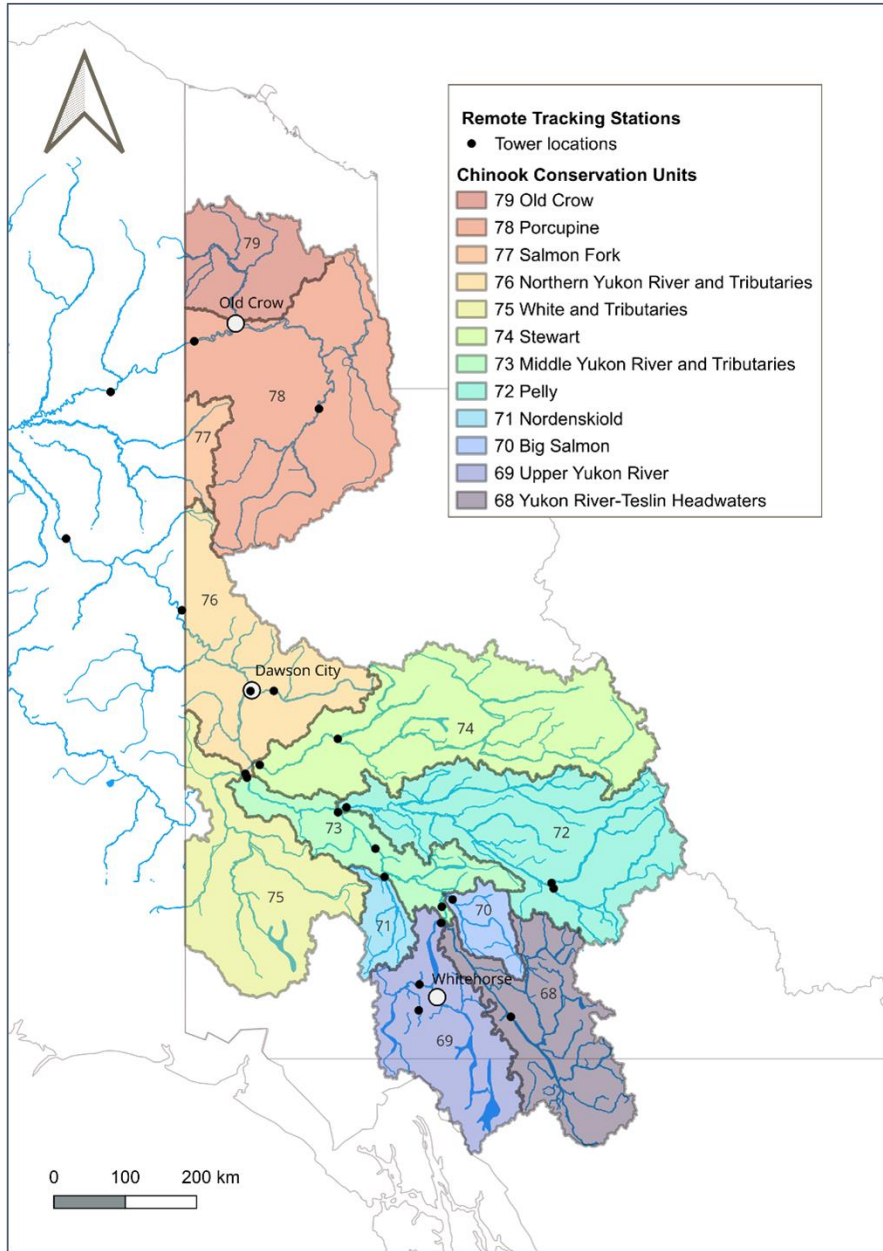 Remote Tracking Stations
Tower locations
Chinook Conservation Units
79 Old Crow
78 Porcupine
77 Salmon Fork
76 Northern Yukon River and Tributaries
75 White and Tributaries
74 Stewart
73 Middle Yukon River and Tributaries
72 Pelly
71 Nordenskiold
70 Big Salmon
69 Upper Yukon River
68 Yukon River-Teslin Headwaters
79
Old Crow
78
77
76
Dawson City
74
73
72
75
70
71
Whitehorse
68
69
0 100 200 km